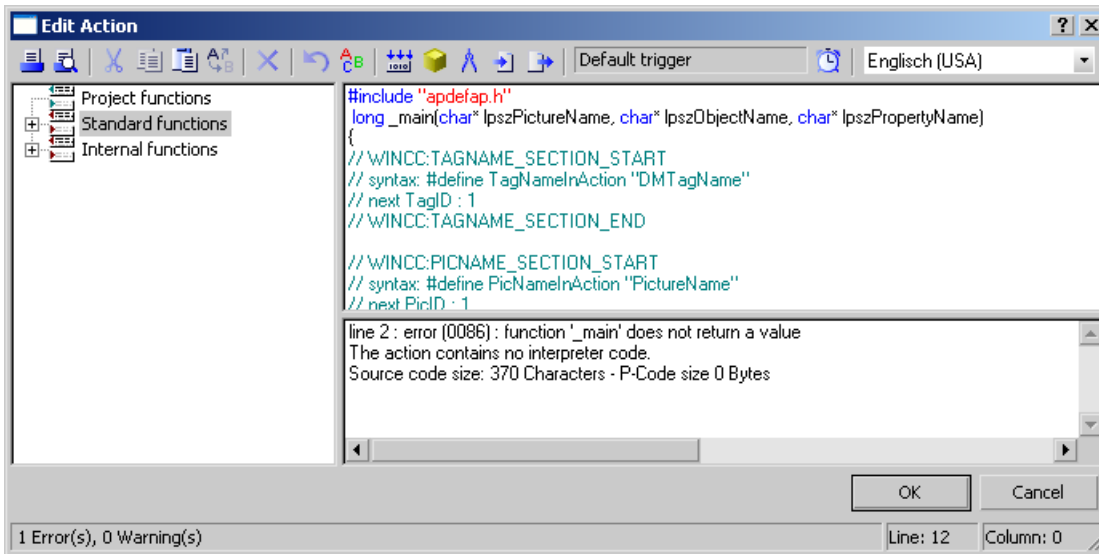 Edit Action
Default trigger
Englisch (USA)
Project functions
Standard functions
Internal functions
#include "apdefap.h"
long _main(char* lpszPictureName, char* lpszObjectName, char* lpszPropertyName)
{
// WINCC:TAGNAME_SECTION_START
// syntax: #define TagNameInAction "DMTagName"
// next TagID : 1
// WINCC:TAGNAME_SECTION_END
// WINCC:PICNAME_SECTION_START
// syntax: #define PicNameInAction "PictureName"
// next PicID : 1
line 2 : error (0086) : function '_main' does not return a value
The action contains no interpreter code.
Source code size: 370 Characters - P-Code size 0 Bytes
OK
Cancel
1 Error(s), 0 Warning(s)
Line: 12
Column: 0